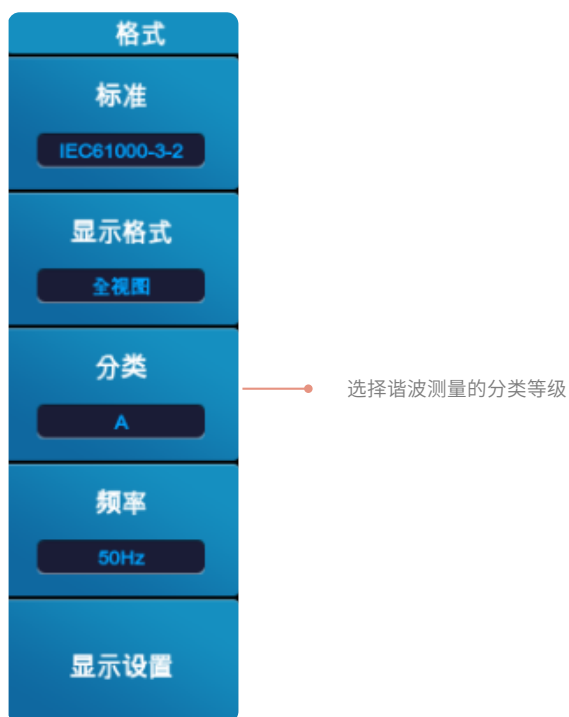 格式
标准
IEC61000-3-2
显示格式
全视图
分类
A
选择谐波测量的分类等级
频率
50Hz
显示设置